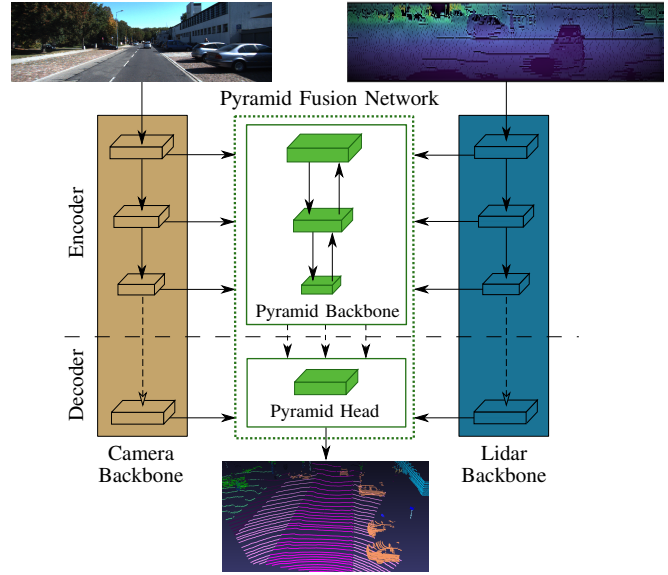 Pyramid Fusion Network
Encoder
Pyramid Backbone
Decoder
Pyramid Head
Camera
Backbone
Lidar
Backbone